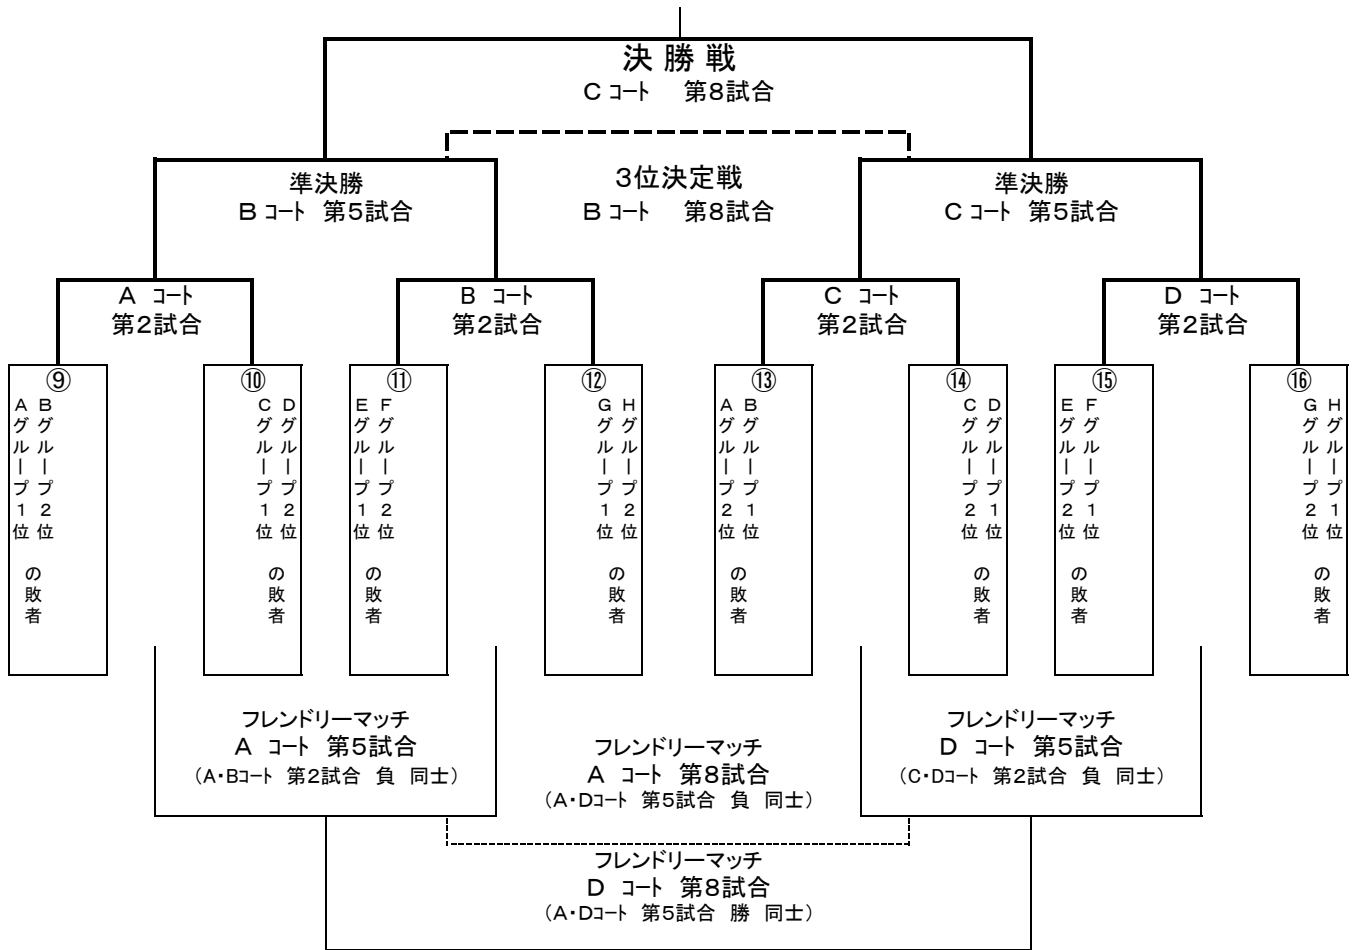 決 勝 戦
C コート 第8試合
準決勝
B コート 第5試合
3位決定戦
B コート 第8試合
準決勝
C コート 第5試合
A コート
第2試合
B コート
第2試合
C コート
第2試合
D コート
第2試合
⑨
Aグループ1位
Bグループ2位
の敗者
⑩
Cグループ1位
Dグループ2位
の敗者
⑪
Eグループ1位
Fグループ2位
の敗者
⑫
Gグループ1位
Hグループ2位
の敗者
⑬
Aグループ2位
Bグループ1位
の敗者
⑭
Cグループ2位
Dグループ1位
の敗者
⑮
Eグループ2位
Fグループ1位
の敗者
⑯
Gグループ2位
Hグループ1位
の敗者
フレンドリーマッチ
A コート 第5試合
(A・Bコート 第2試合 負 同士)
フレンドリーマッチ
A コート 第8試合
(A・Dコート 第5試合 負 同士)
フレンドリーマッチ
D コート 第5試合
(C・Dコート 第2試合 負 同士)
フレンドリーマッチ
D コート 第8試合
(A・Dコート 第5試合 勝 同士)